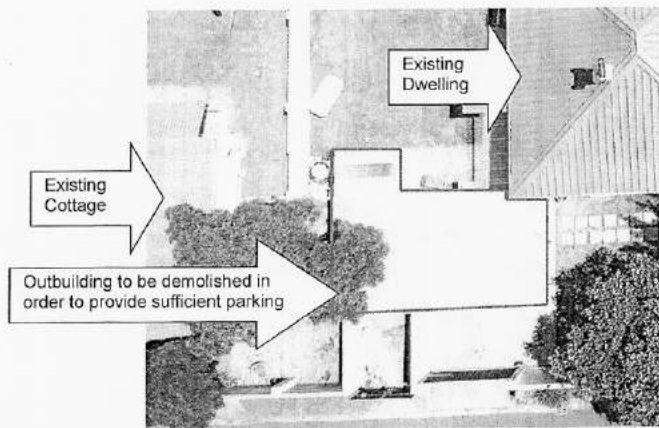 Existing
Dwelling
Existing
Cottage
Outbuilding to be demolished in
order to provide sufficient parking